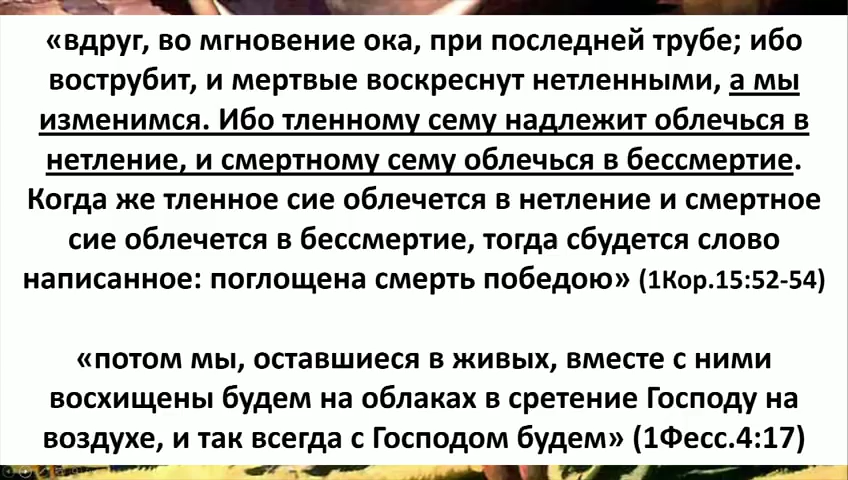 «вдруг, во мгновение ока, при последней трубе; ибо
вострубит, и мертвые воскреснут нетленными, а мы
изменимся. Ибо тленному сему надлежит облечься в
нетление, и смертному сему облечься в бессмертие.
Когда же тленное сие облечется в нетление и смертное
сие облечется в бессмертие, тогда сбудется слово
написанное: поглощена смерть победою» (1Кор.15:52-54)
«потом мы, оставшиеся в живых, вместе с ними
восхищены будем на облаках в сретение Господу на
воздухе, и так всегда с Господом будем» (1Фесс.4:17)